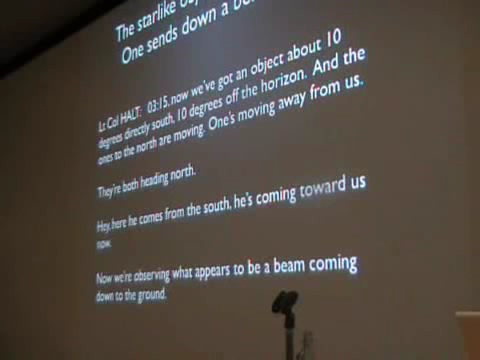 The starlike
One sends down a
Lt Col HALT: 03:15, now we've got an object about 10
degrees directly south, 10 degrees off the horizon. And the
ones to the north are moving. One's moving away from us.
They're both heading north.
Hey, here he comes from the south, he's coming toward us
now.
Now we're observing what appears to be a beam coming
down to the ground.